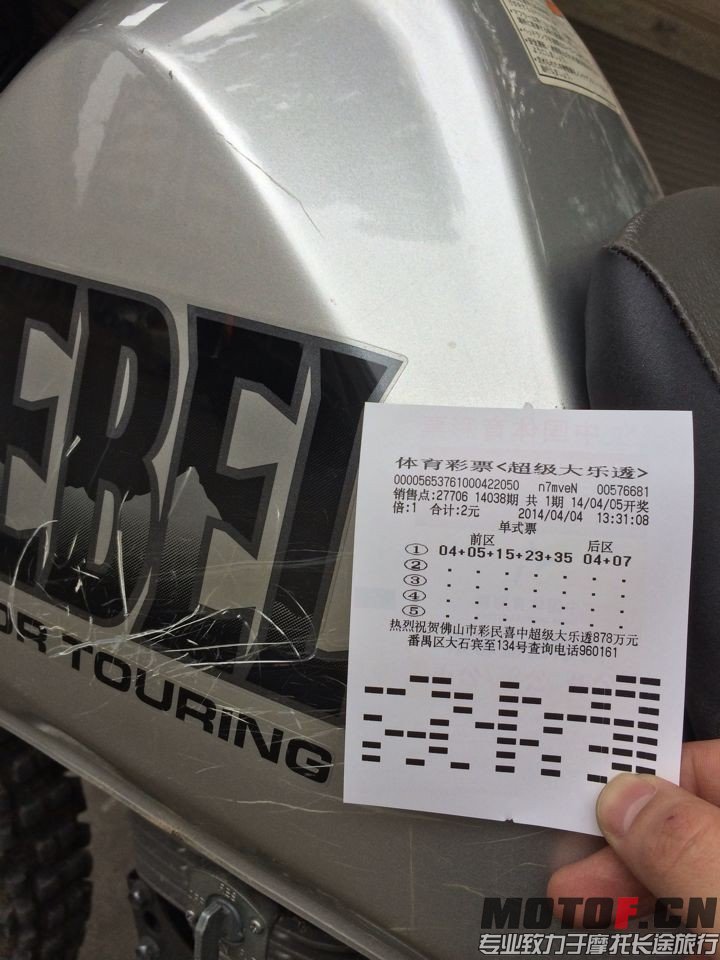 EBEL
OR TOURING
体育彩票<超级大乐透>
00005653761000422050 n7mveN 00576681
销售点:27706 14038期 共 1期 14/04/05开奖
倍:1 合计:2元 2014/04/04 13:31:08
单式票
前区 后区
① 04+05+15+23+35 04+07
②
③
④
⑤
热烈祝贺佛山市彩民喜中超级大乐透878万元
番禺区大石宾至134号查询电话960161
MOTOF.CN
专业致力于摩托长途旅行